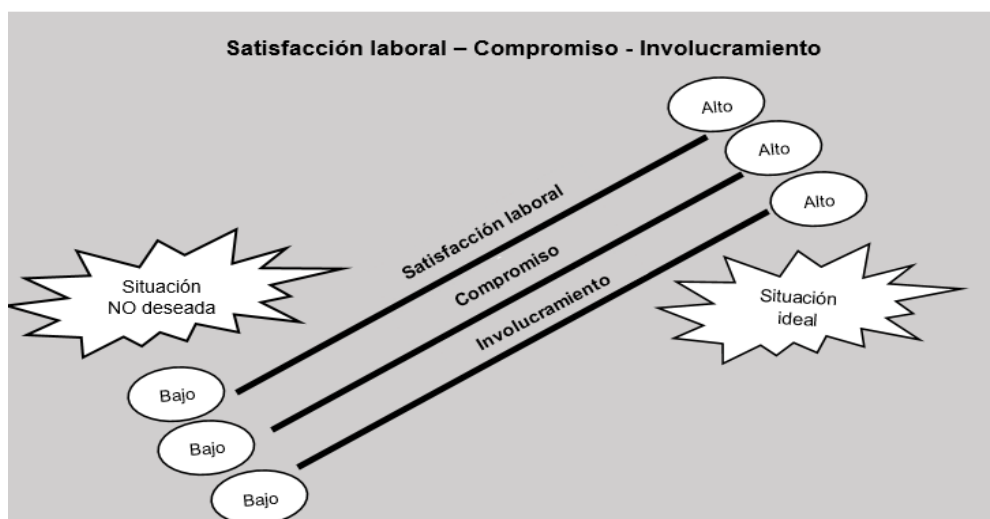 Satisfacción laboral – Compromiso - Involucramiento
Alto
Alto
Alto
Satisfacción laboral
Compromiso
Involucramiento
Situación
NO deseada
Situación
ideal
Bajo
Bajo
Bajo